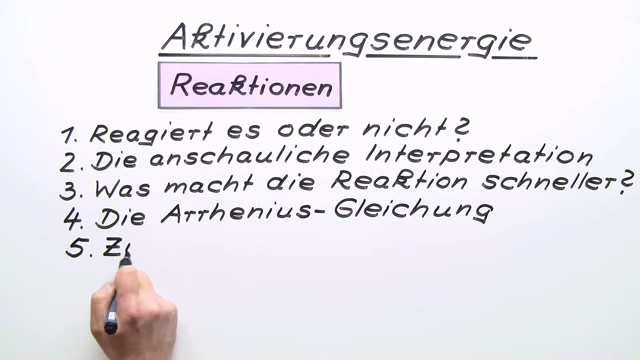 Aktivierungsenergie
Reaktionen
1. Reagiert es oder nicht?
2. Die anschauliche Interpretation
3. Was macht die Reaktion schneller?
4. Die Arrhenius-Gleichung
5. Z